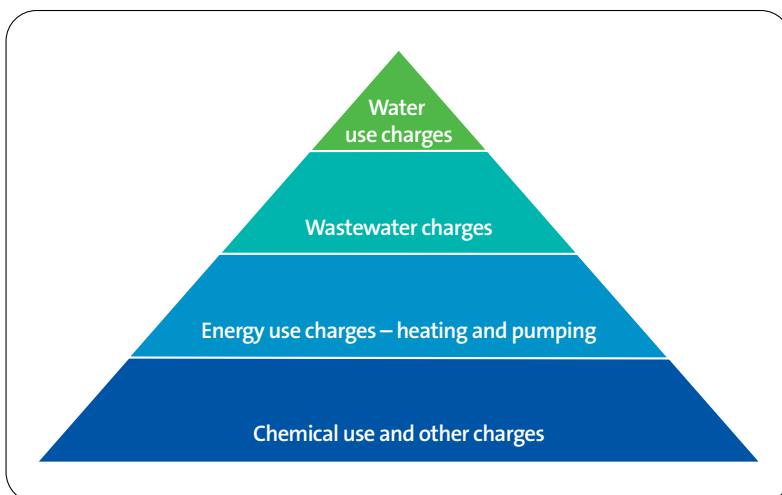 Water
use charges
Wastewater charges
Energy use charges – heating and pumping
Chemical use and other charges